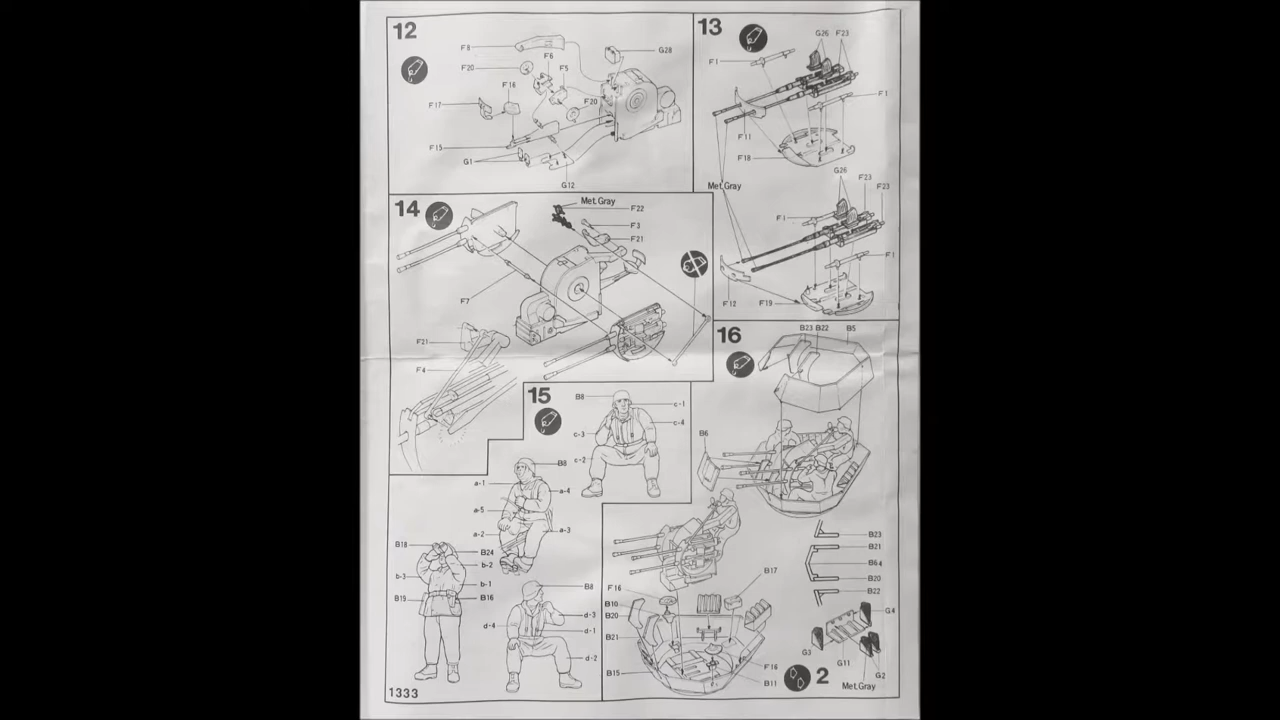 12
F8
G28
F6
F20
F5
F16
F20
F17
F15
G1
G12
13
G26 F23
F1
F1
F11
F18
Met.Gray
G26
F23
F23
F1
F1
F12
F19
14
Met.Gray
F22
F3
F21
F7
F21
F4
15
B8
c-1
c-4
c-3
c-2
B8
a-1
a-4
a-5
a-3
a-2
B18
B24
b-2
b-3
b-1
B19
B16
B8
d-3
d-4
d-1
d-2
1333
16
B23 B22 B5
B6
B23
B21
B64
B20
B22
F16
B17
B10
B20
B21
B15
F16
B11
G4
G3
G11
G2
2
Met.Gray